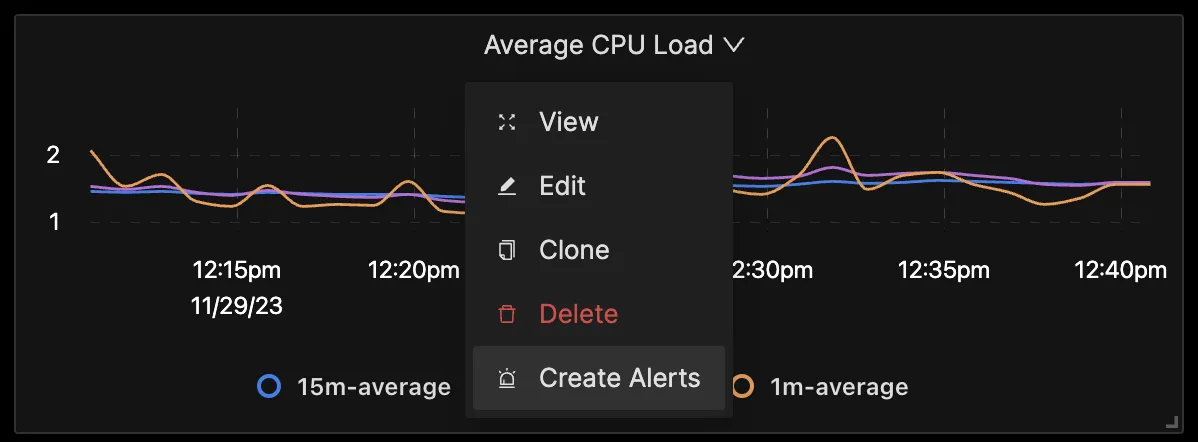 Average CPU Load
View
2
Edit
1
Clone
12:15pm 12:20pm 2:30pm 12:35pm 12:40pm
11/29/23
Delete
Create Alerts
15m-average 1m-average